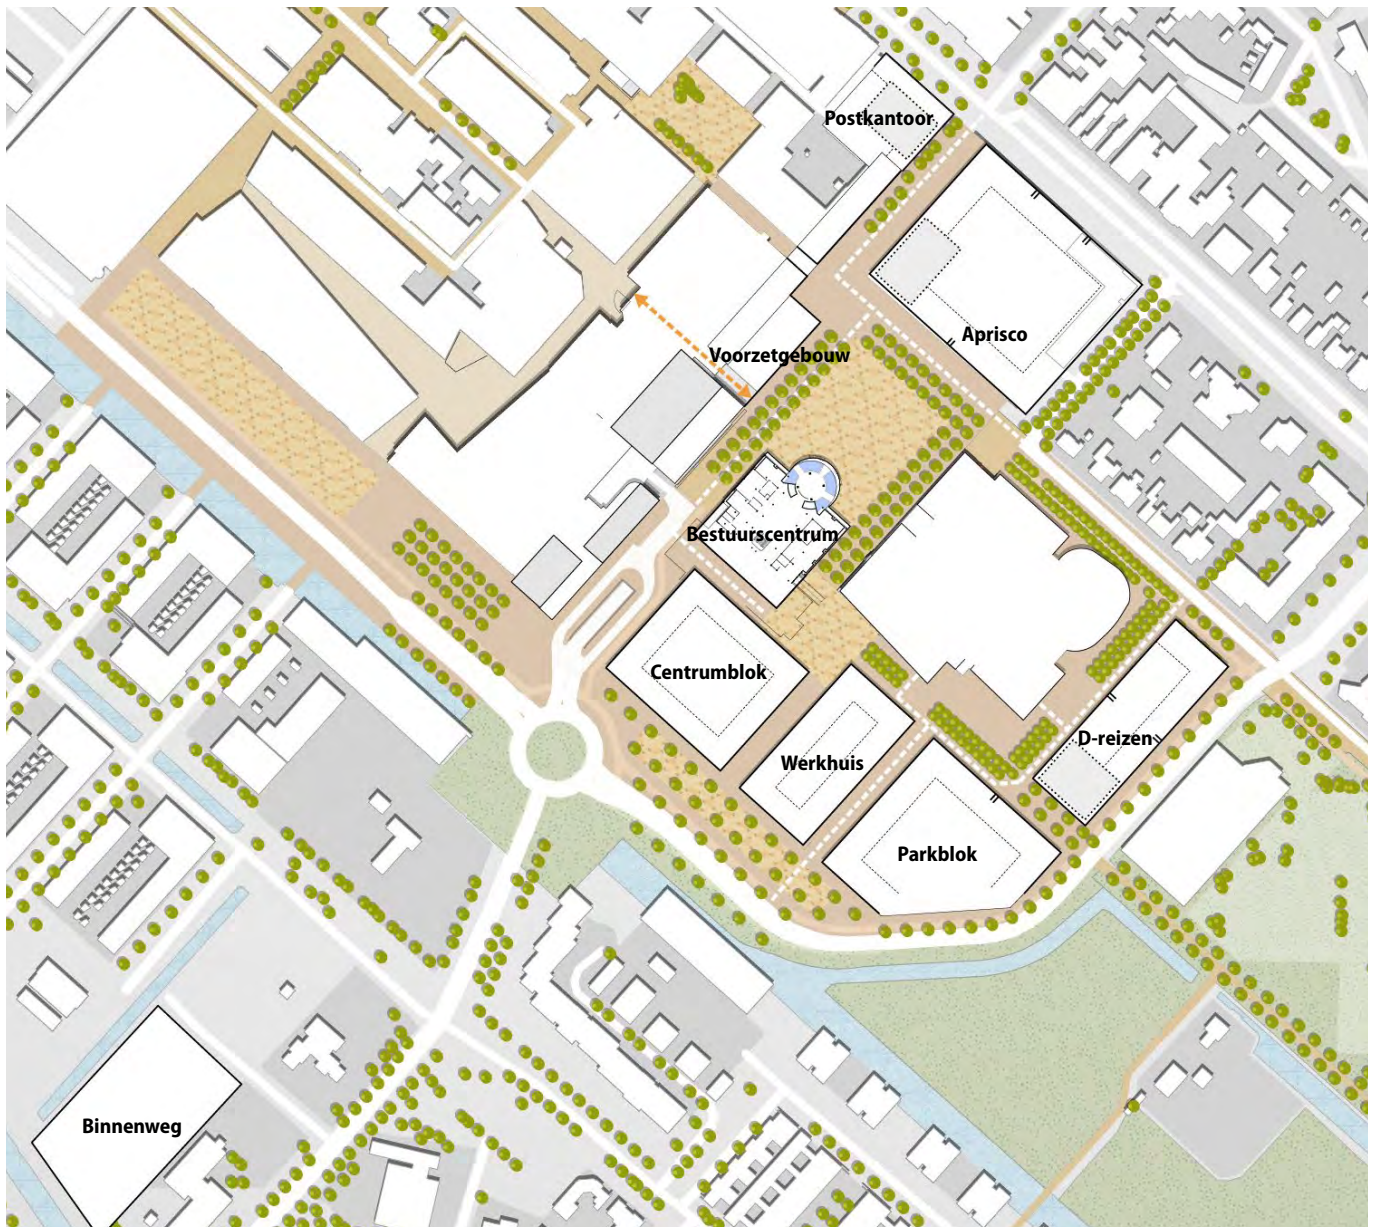 Postkantoor
Aprisco
Voorzetgebouw
Bestuurscentrum
Centrumblok
D-reizen
Werkhuis
Parkblok
Binnenweg